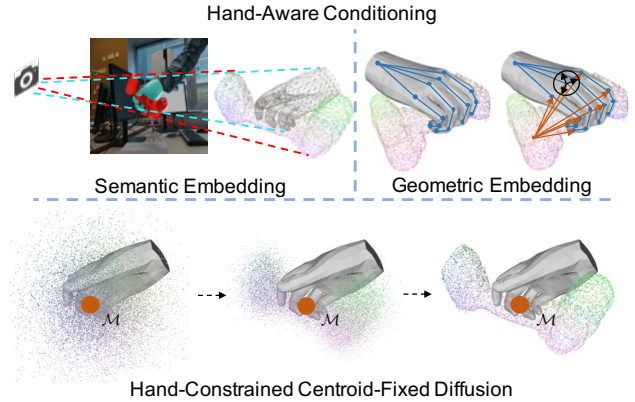 Hand-Aware Conditioning
Semantic Embedding
Geometric Embedding
ℳ
ℳ
ℳ
Hand-Constrained Centroid-Fixed Diffusion